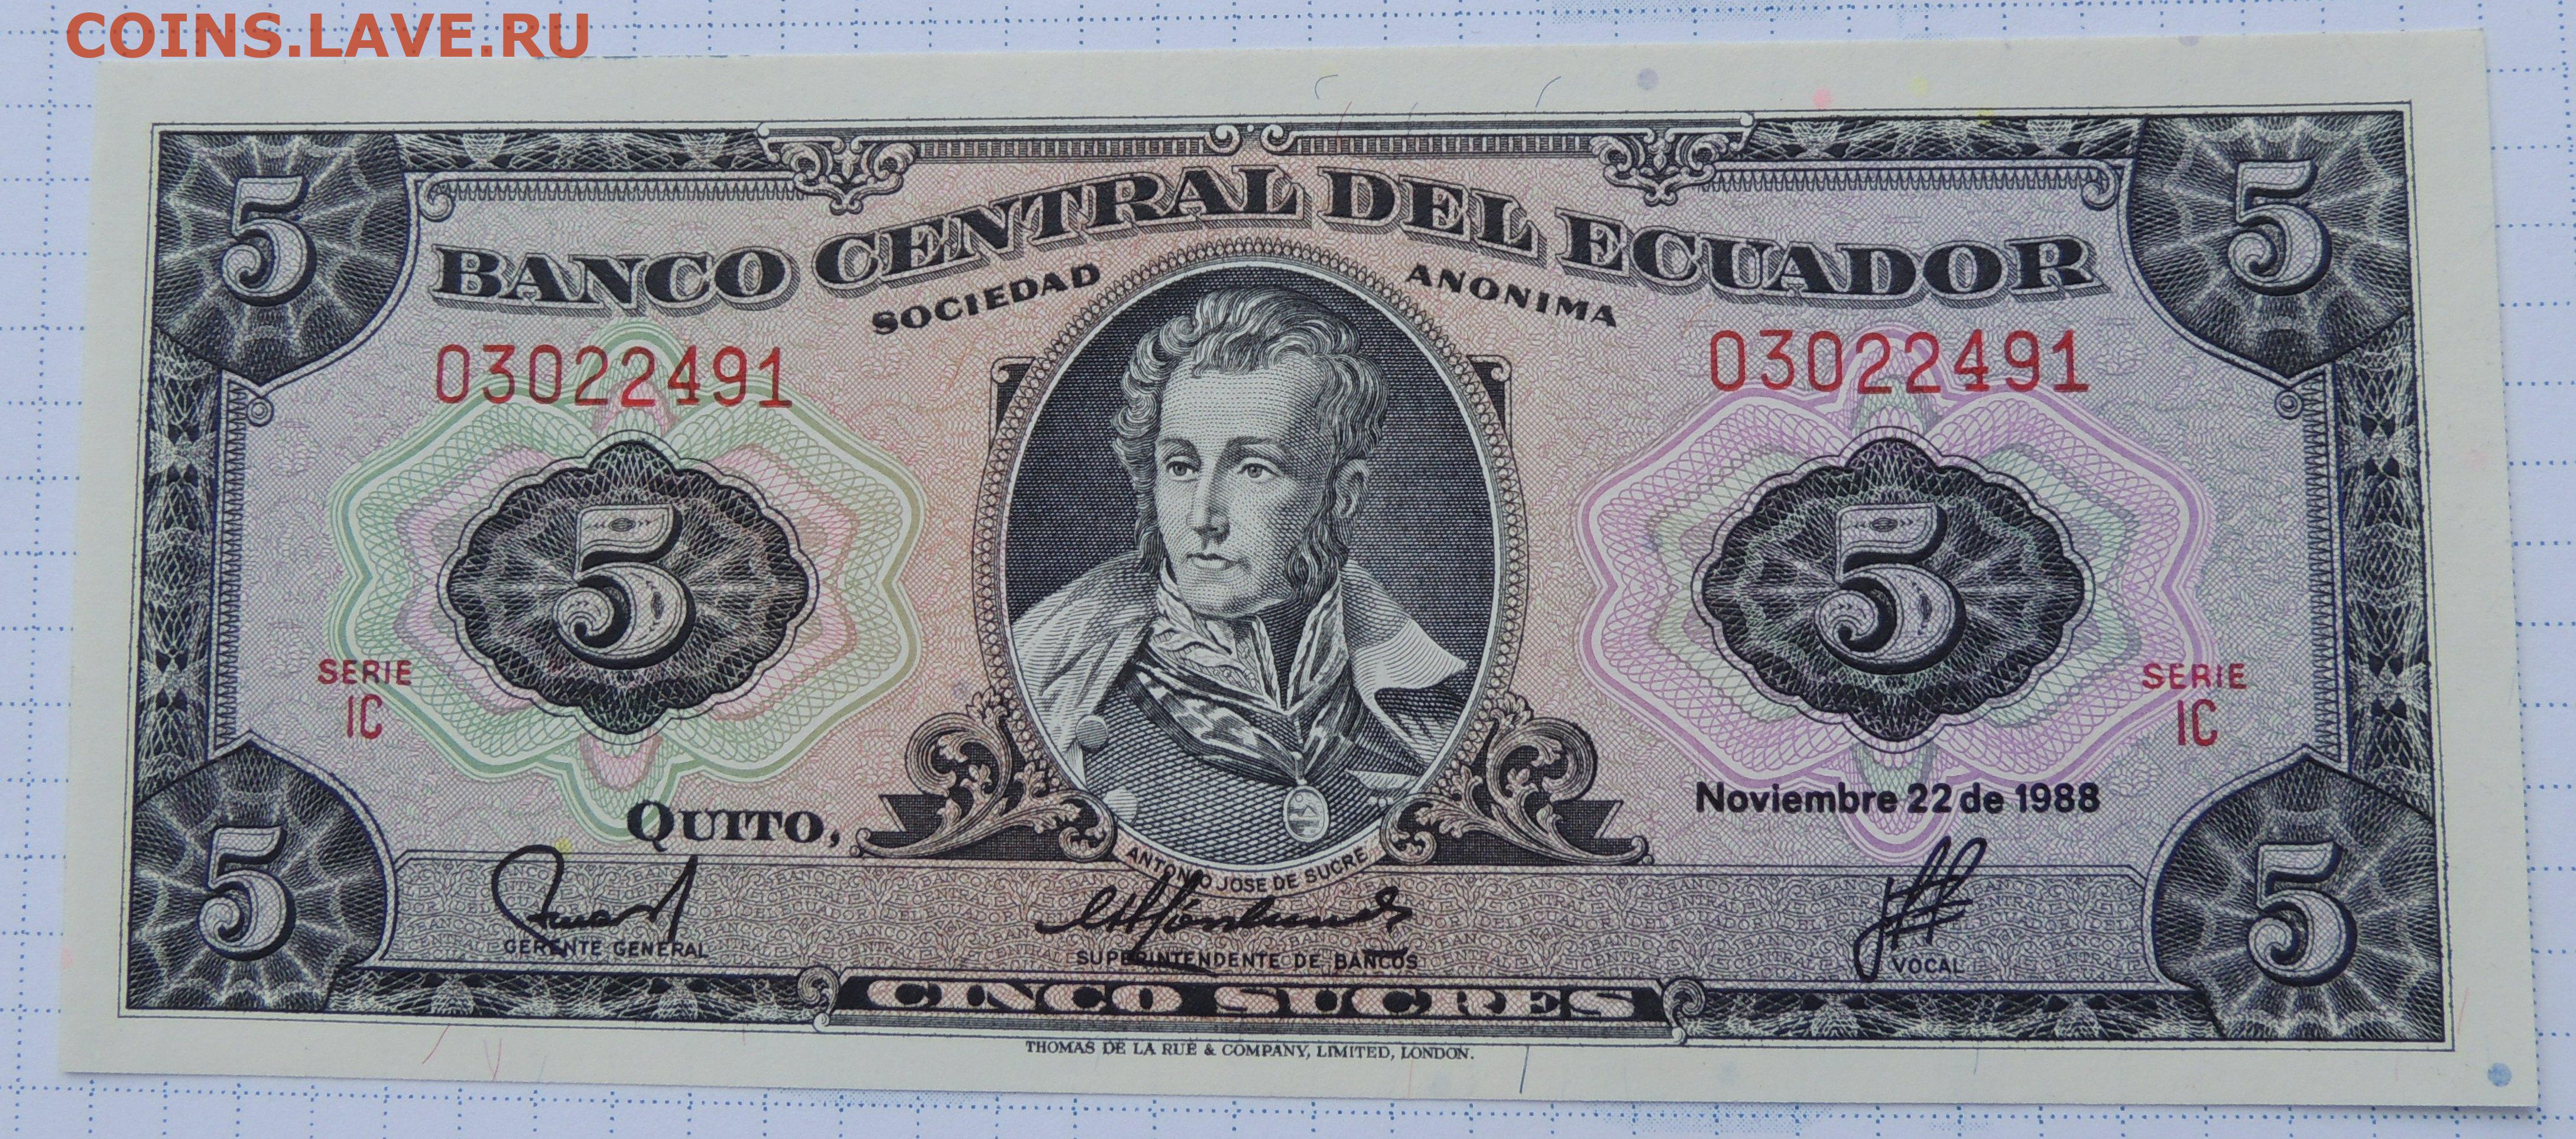 COINS.LAVE.RU
5 5
BANCO CENTRAL DEL ECUADOR
SOCIEDAD ANONIMA
03022491 03022491
5 5
SERIE SERIE
IC IC
QUITO, Noviembre 22 de 1988
ANTONIO JOSE DE SUCRE
GERENTE GENERAL SUPERINTENDENTE DE BANCOS VOCAL
5 5
CINCO SUCRES
THOMAS DE LA RUE & COMPANY, LIMITED, LONDON.